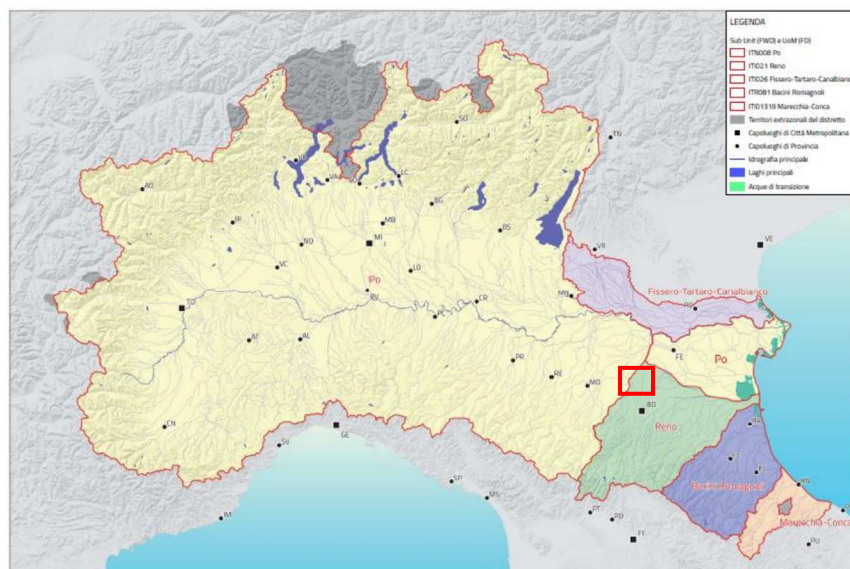 LEGENDA
Sub Unit (FWD) e UoM (FD)
ITN008 Po
ITI021 Reno
ITI026 Fissero-Tartaro-Canalbianco
ITR081 Bacini Romagnoli
ITI01319 Marecchia-Conca
Territori extrazonali del distretto
Capoluoghi di Città Metropolitana
Capoluoghi di Provincia
Idrografia principale
Laghi principali
Acque di transizione
TN
SO
AO
VA
LC
BG
BI
MB
BS
NO
MI
VR
VE
VC
LO
Po
Fissero-Tartaro-Canalbianco
MN
TO
CR
PC
AL
FE
Po
PR
RE
MO
BO
CN
GE
Reno
RA
Bacini Romagnoli
SP
MS
RN
IM
PT
PO
Marecchia-Conca
FI
PU